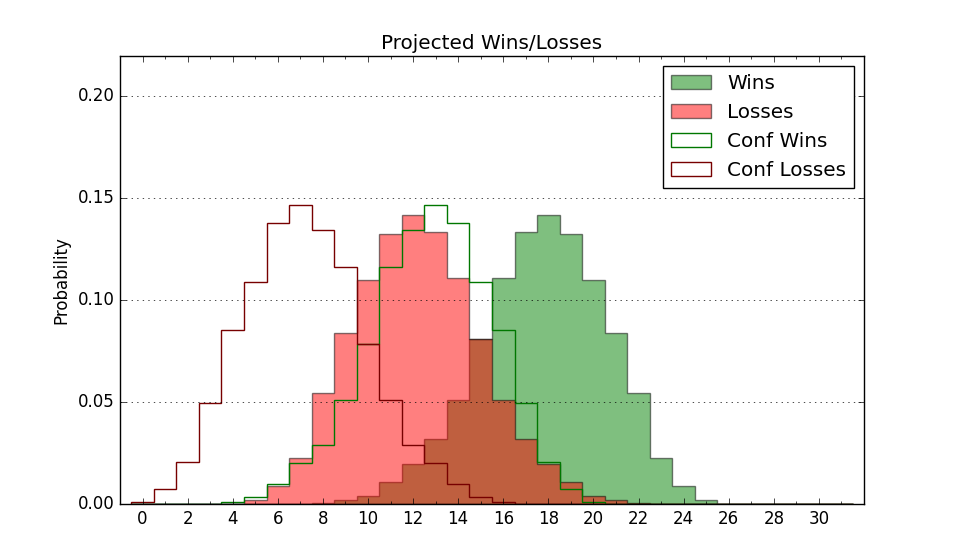 Projected Wins/Losses
Wins
Losses
Conf Wins
Conf Losses
Probability
0.20
0.15
0.10
0.05
0.00
0 2 4 6 8 10 12 14 16 18 20 22 24 26 28 30